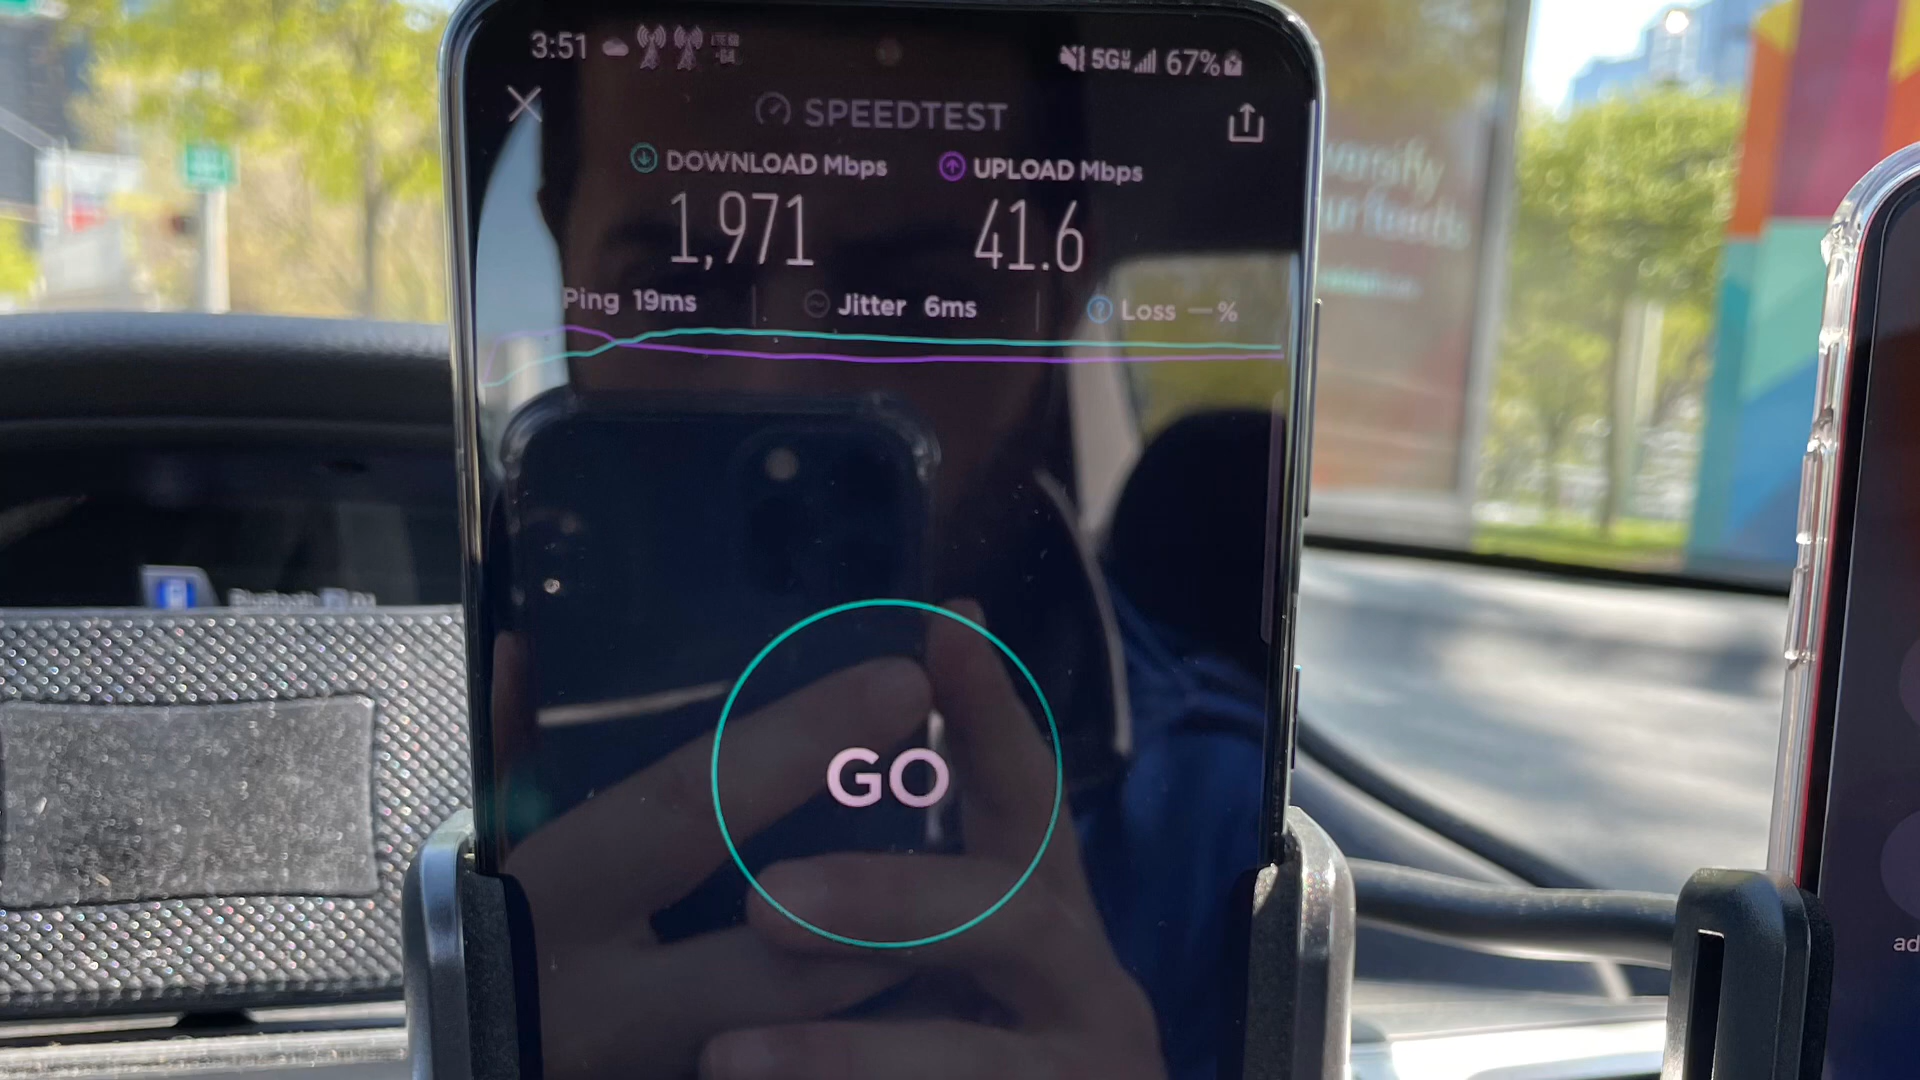 3:51 5G 67%
SPEEDTEST
DOWNLOAD Mbps UPLOAD Mbps
1,971 41.6
Ping 19ms Jitter 6ms ? Loss — %
GO
ad